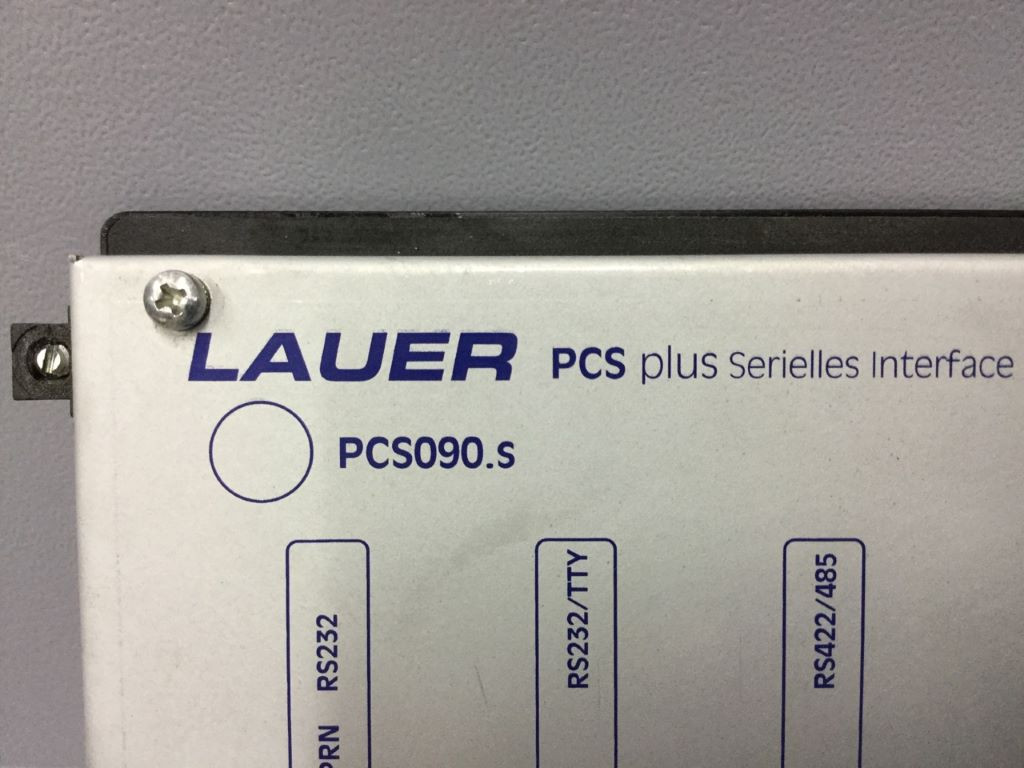 LAUER PCS plus Serielles Interface
PCS090.s
PRN RS232
RS232/TTY
RS422/485